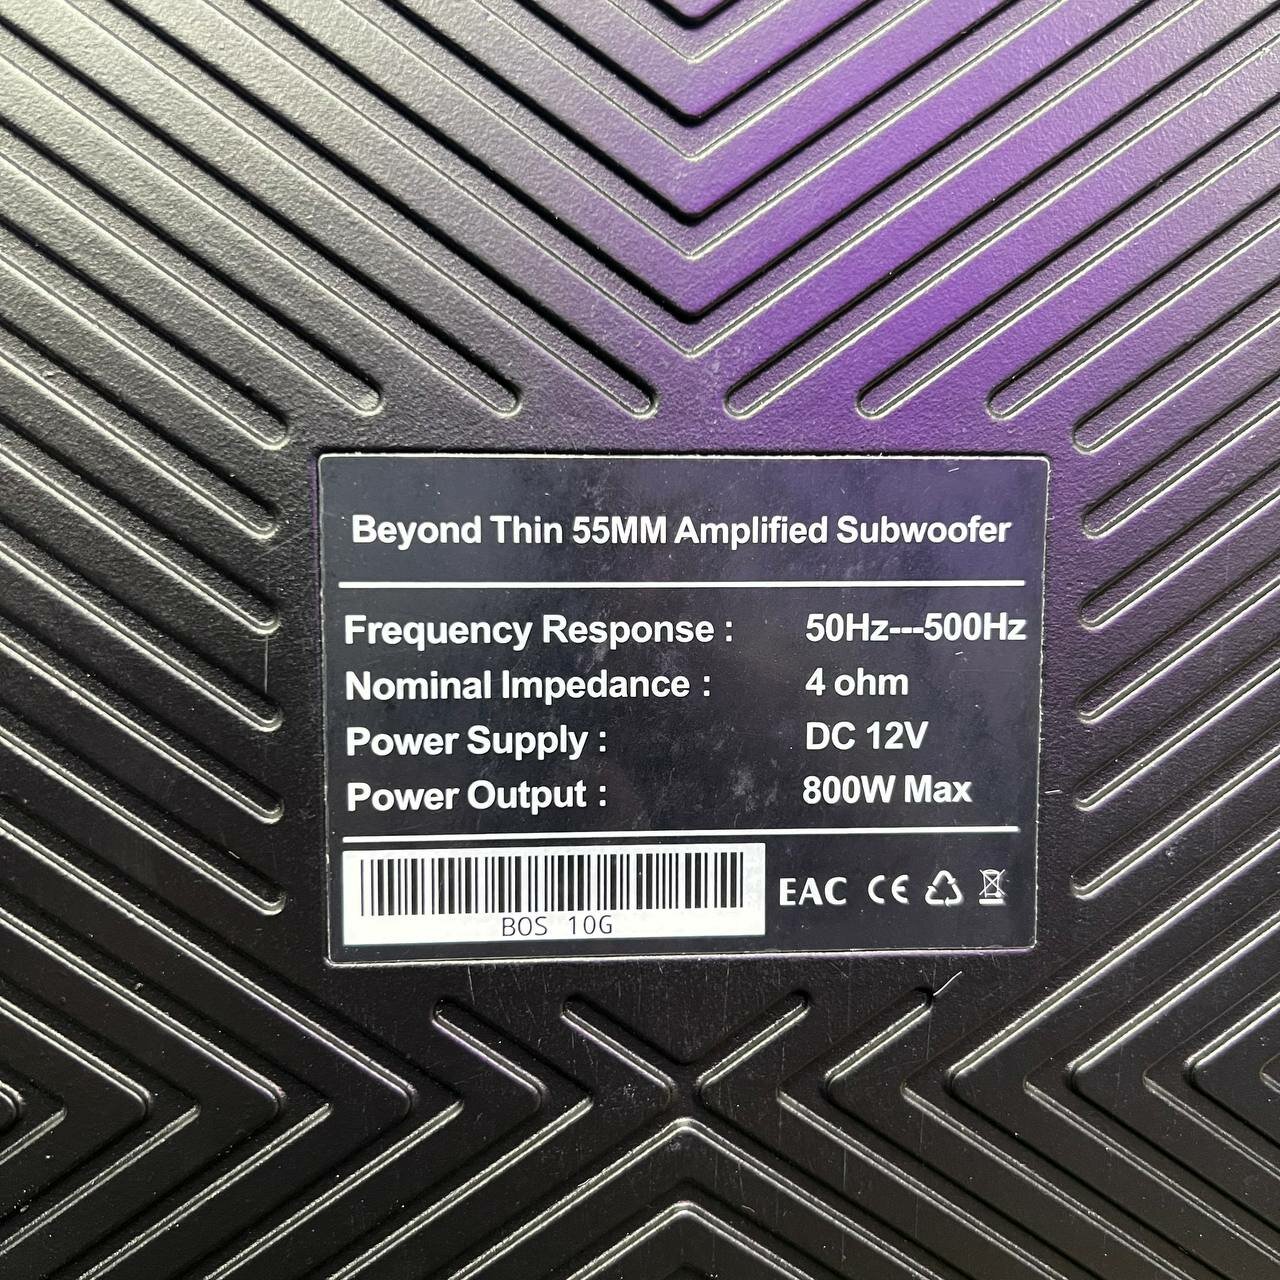 Beyond Thin 55MM Amplified Subwoofer
Frequency Response : 50Hz---500Hz
Nominal Impedance : 4 ohm
Power Supply : DC 12V
Power Output : 800W Max
BOS 10G
EAC CE